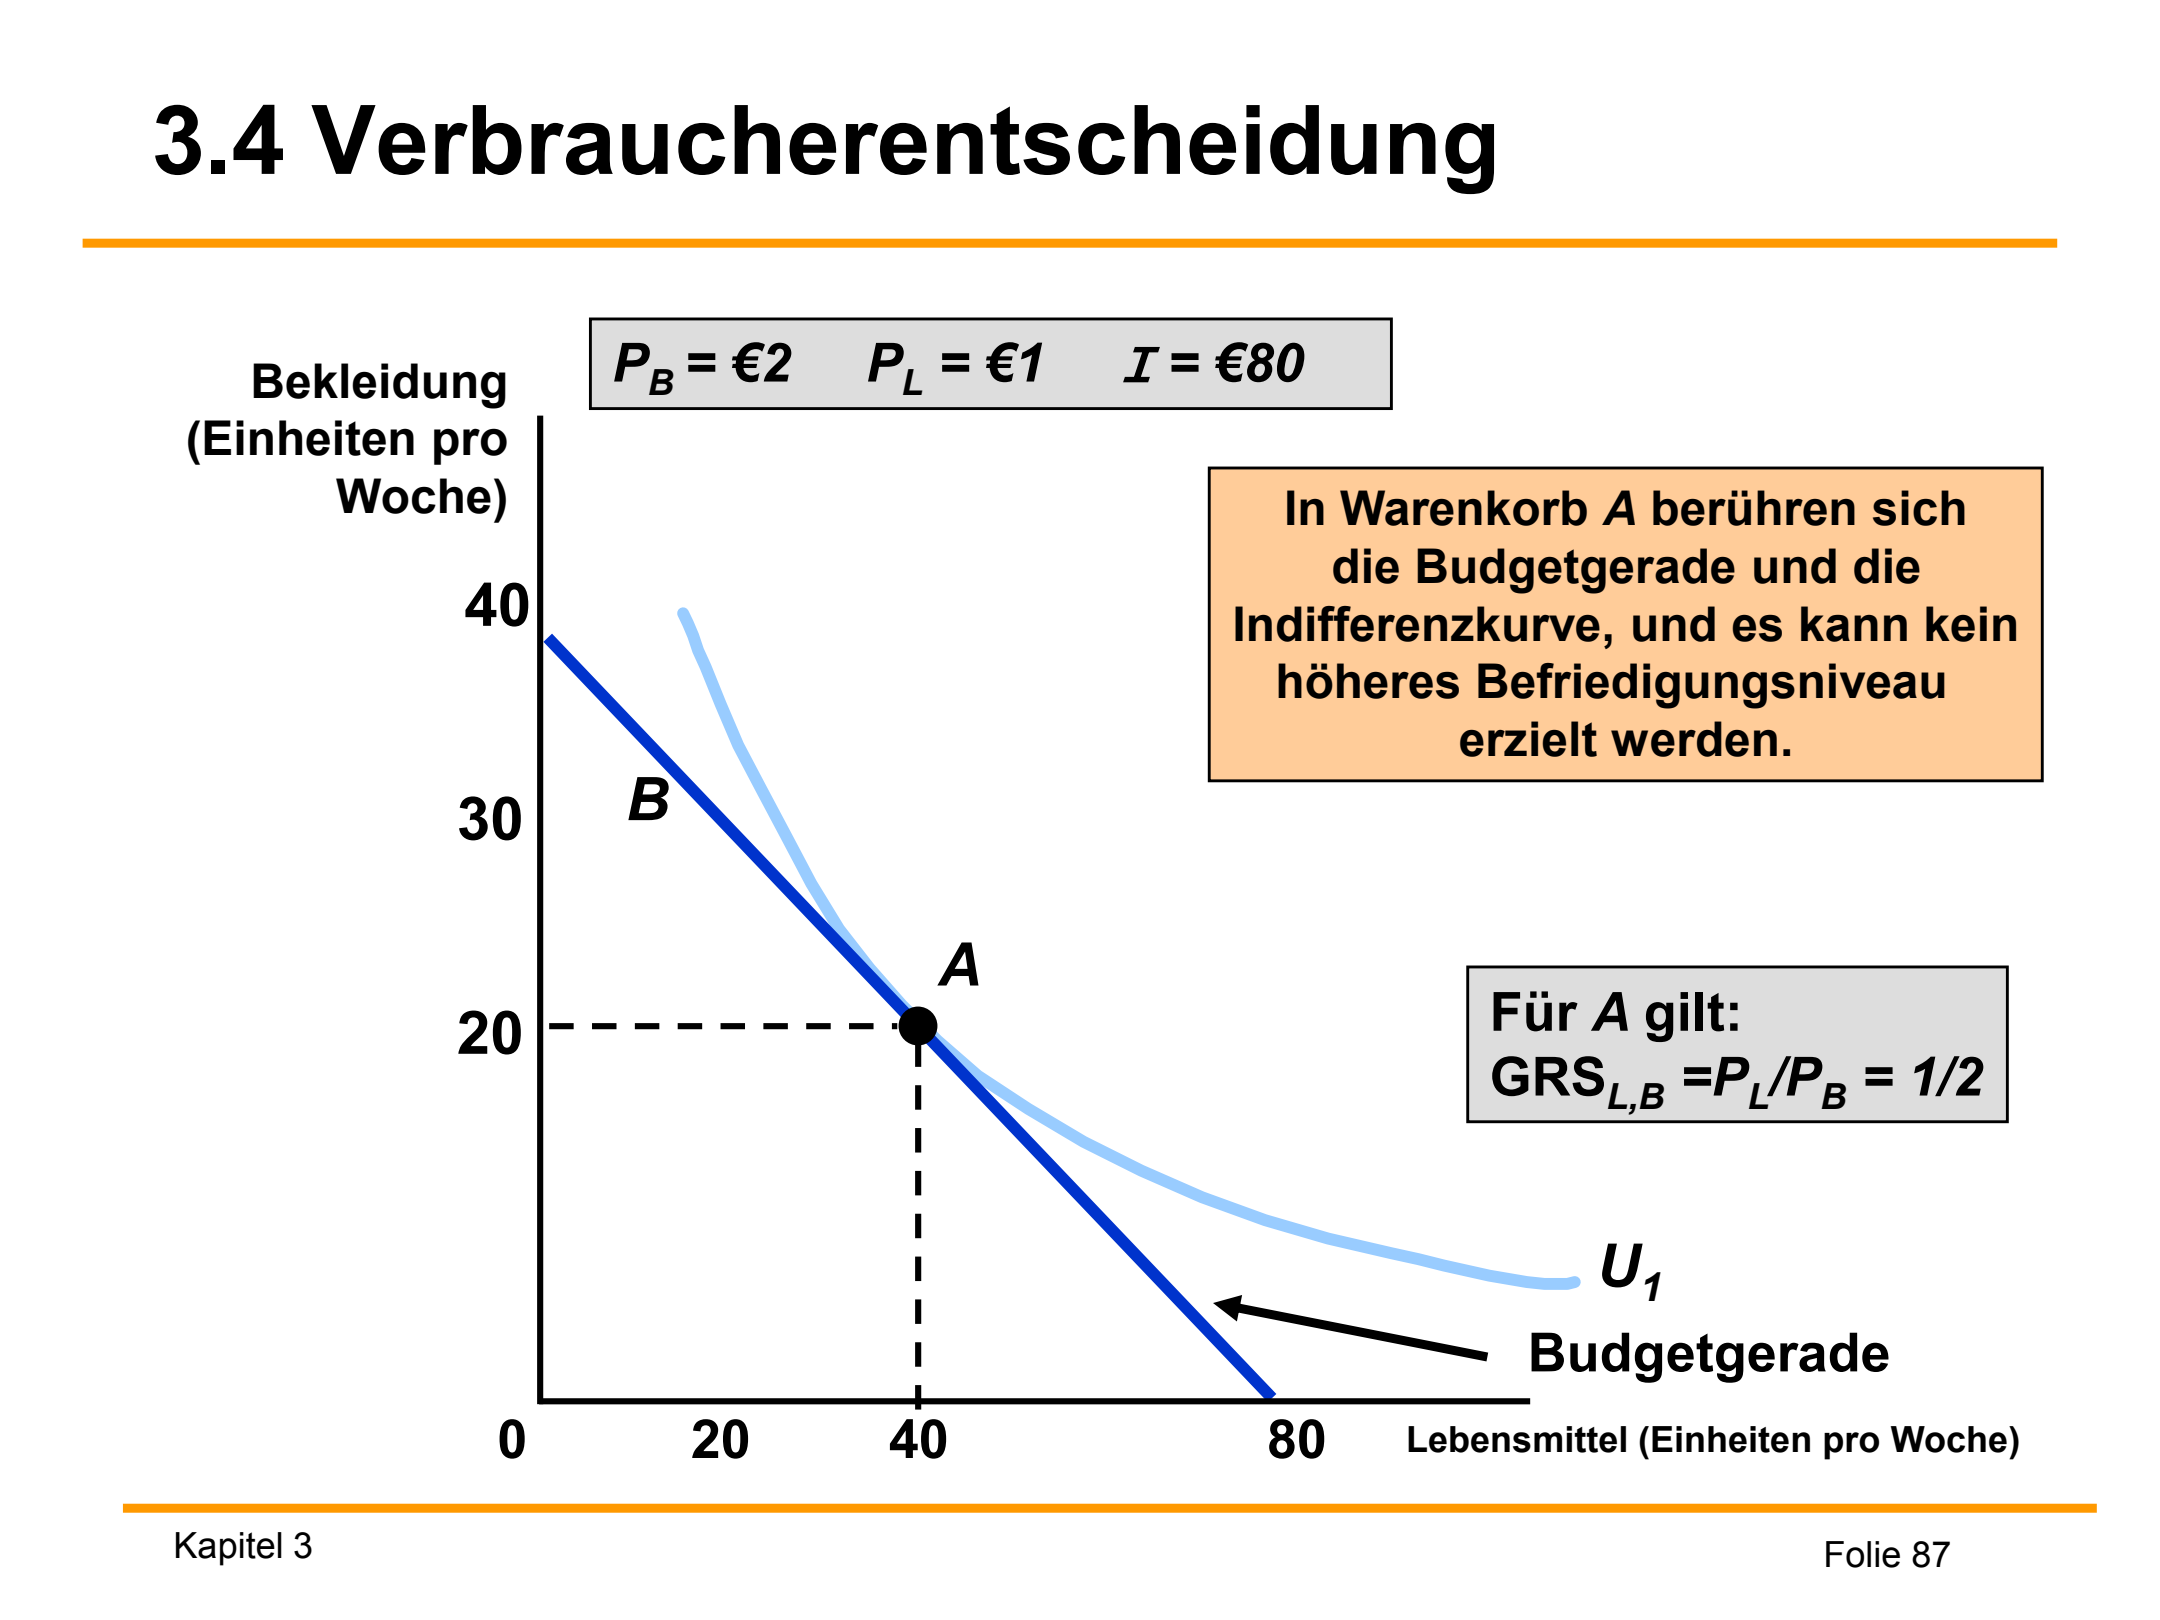 3.4 Verbraucherentscheidung
P_B = €2 P_L = €1 I = €80
Bekleidung
(Einheiten pro
Woche)
In Warenkorb A berühren sich
die Budgetgerade und die
Indifferenzkurve, und es kann kein
höheres Befriedigungsniveau
erzielt werden.
40
B
30
A
20
Für A gilt:
GRS_L,B =P_L/P_B = 1/2
U_1
Budgetgerade
0 20 40 80 Lebensmittel (Einheiten pro Woche)
Kapitel 3
Folie 87